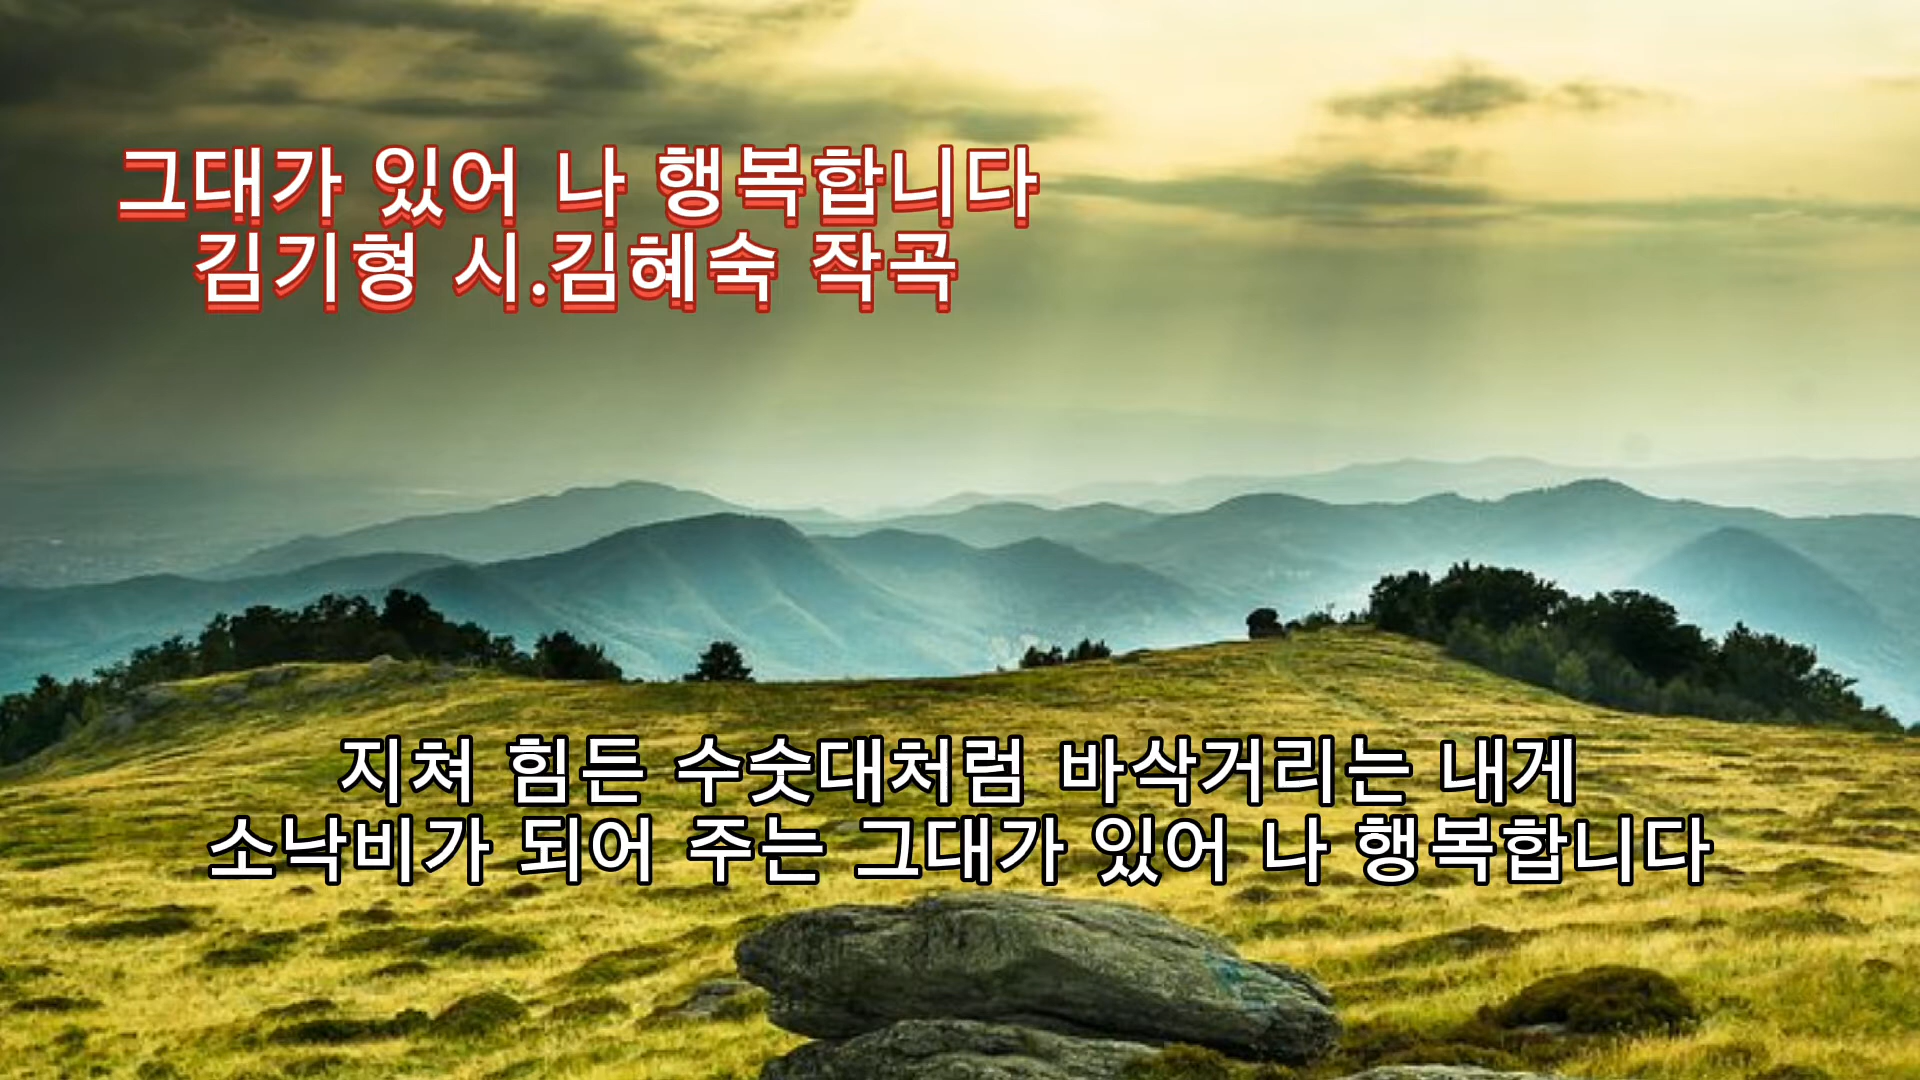 그대가 있어 나 행복합니다
김기형 시.김혜숙 작곡
지쳐 힘든 수숫대처럼 바삭거리는 내게
소낙비가 되어 주는 그대가 있어 나 행복합니다